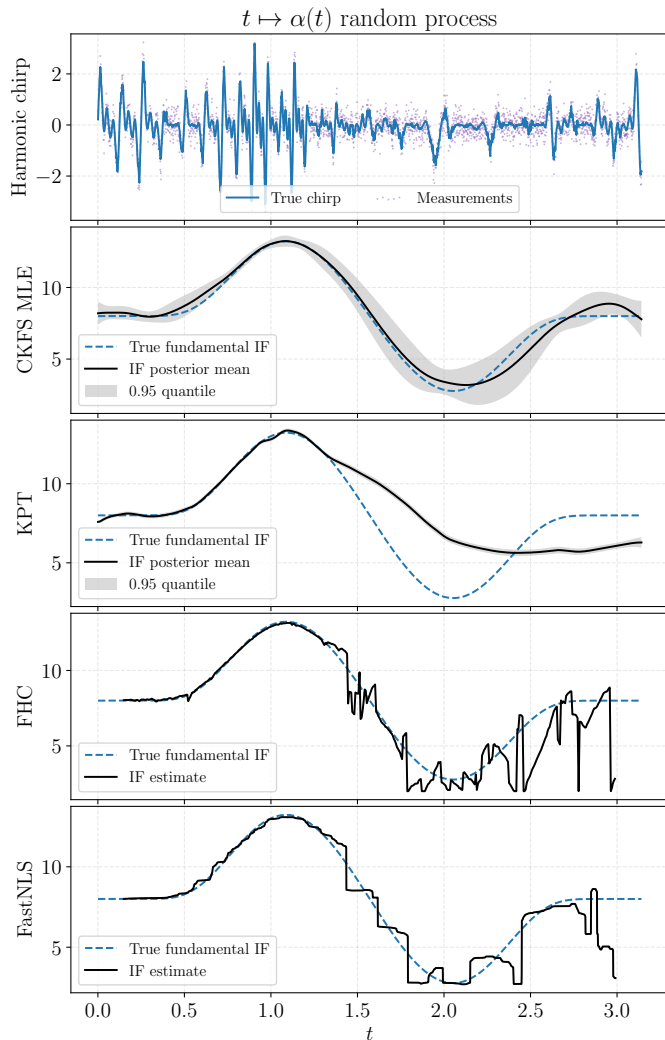 t ↦ α(t) random process
Harmonic chirp
2
0
−2
True chirp
Measurements
CKFS MLE
10
5
True fundamental IF
IF posterior mean
0.95 quantile
KPT
10
5
True fundamental IF
IF posterior mean
0.95 quantile
FHC
10
5
True fundamental IF
IF estimate
FastNLS
10
5
True fundamental IF
IF estimate
0.0 0.5 1.0 1.5 2.0 2.5 3.0
t